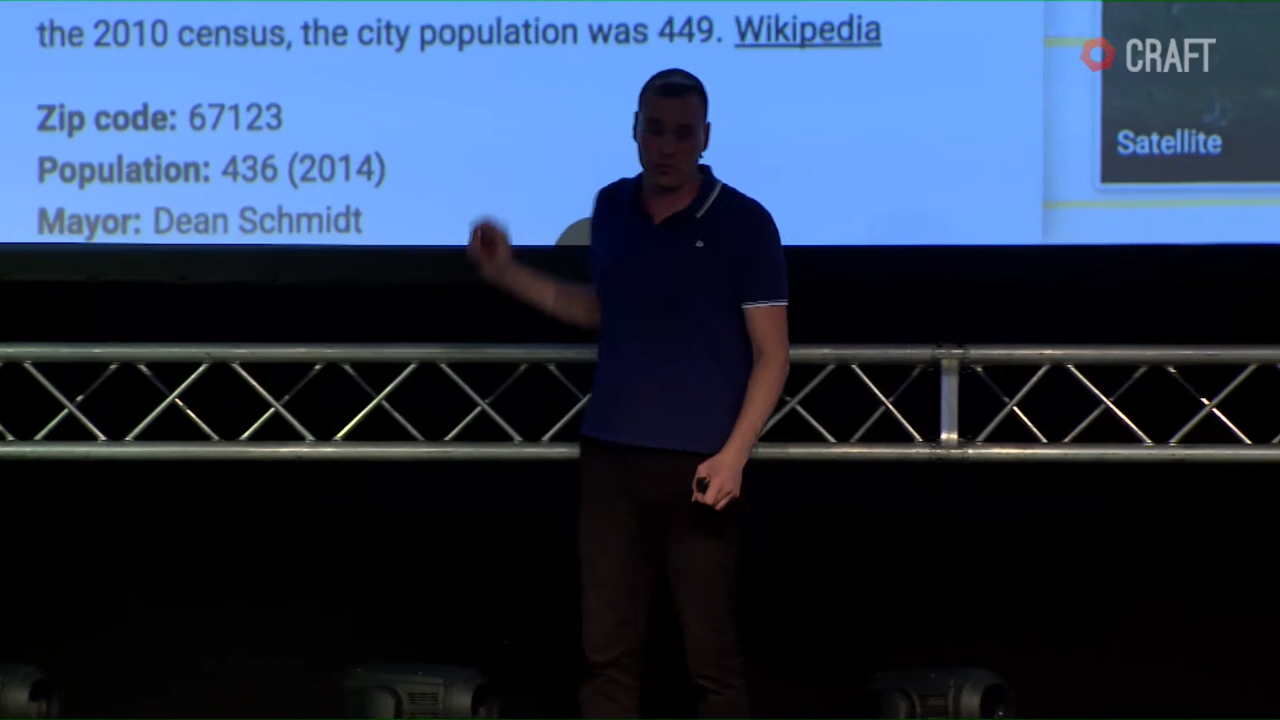 the 2010 census, the city population was 449. Wikipedia
CRAFT
Zip code: 67123
Satellite
Population: 436 (2014)
Mayor: Dean Schmidt